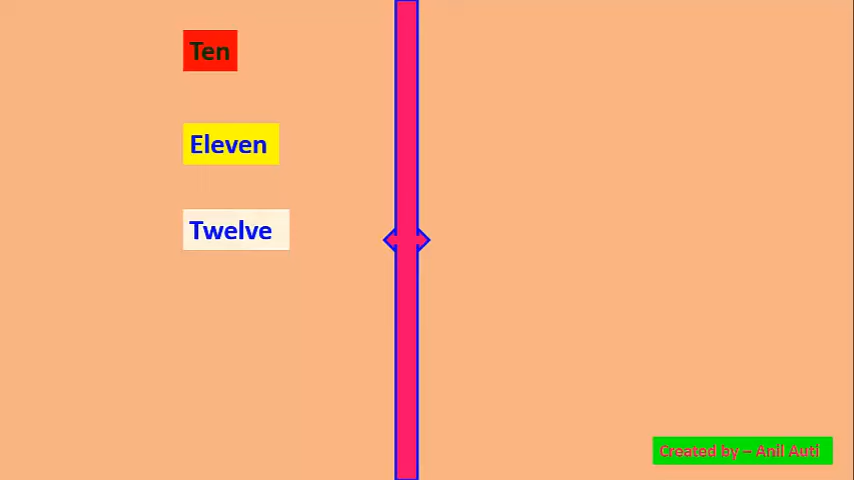 Ten
Eleven
Twelve
Created by – Anil Auti